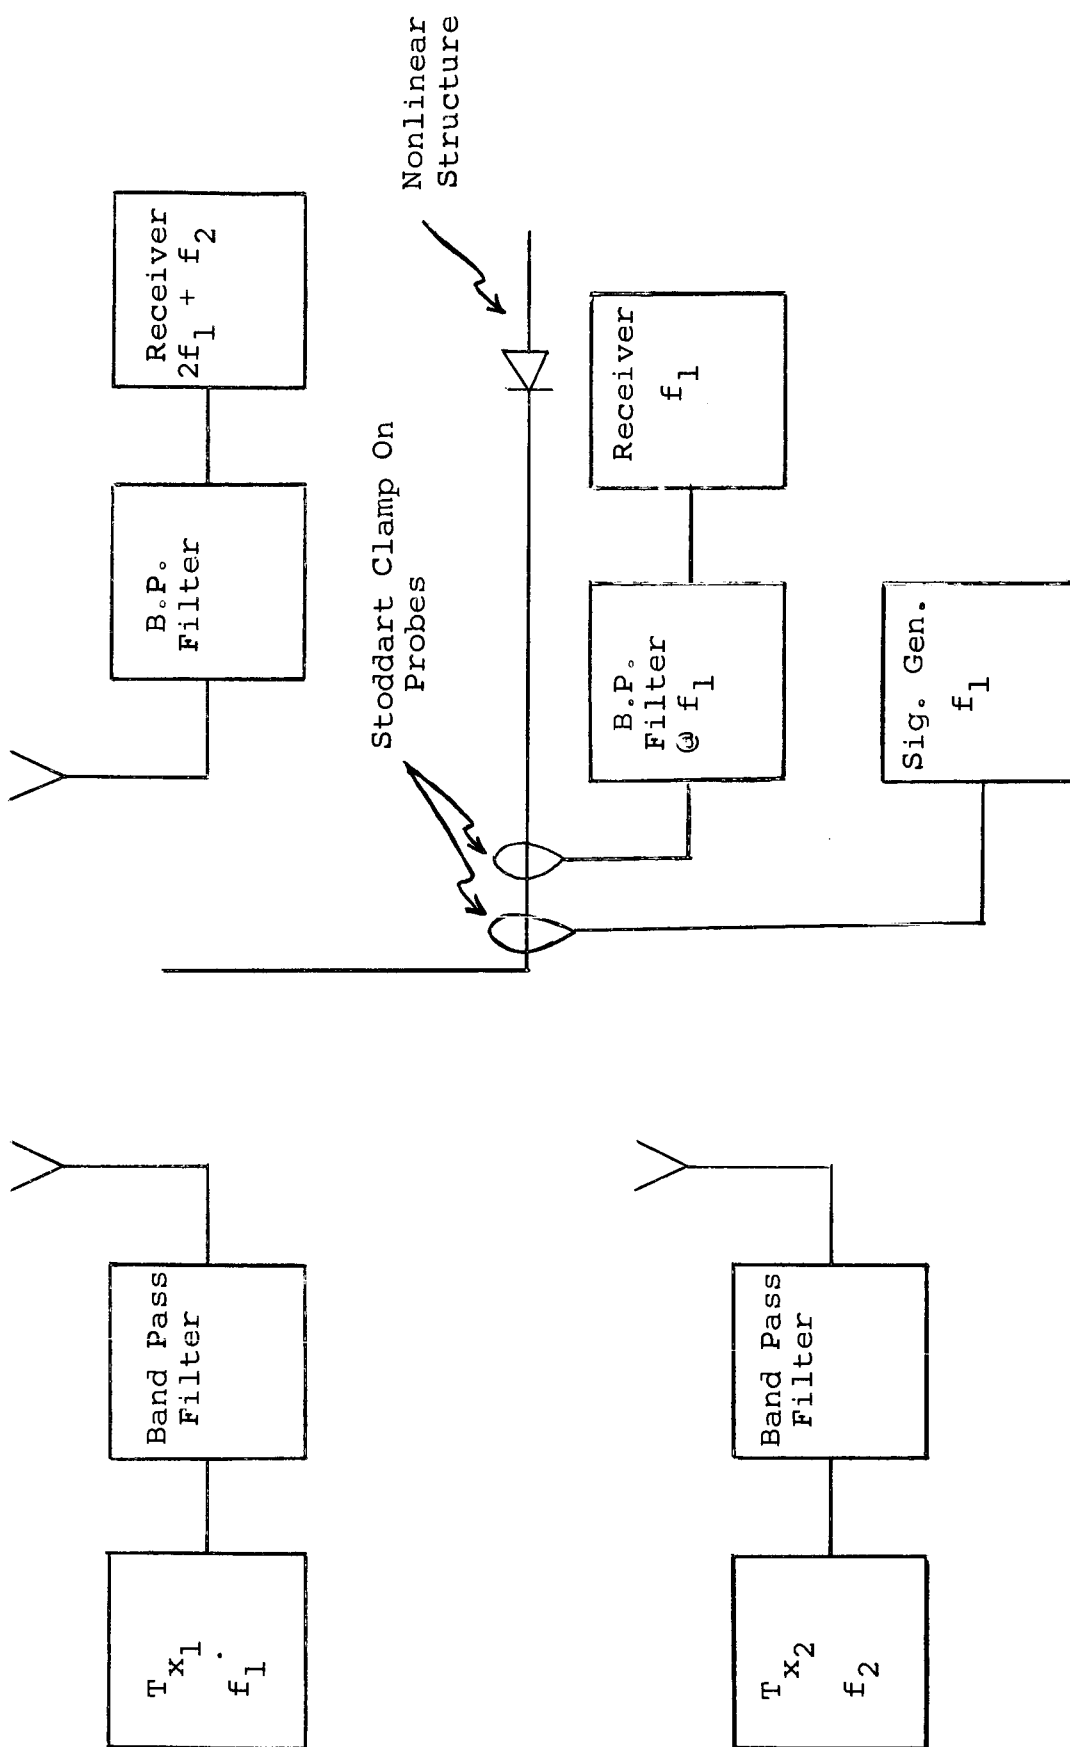 Tx1
f1
Band Pass
Filter
B.P.
Filter
Receiver
2f1 + f2
Stoddart Clamp On
Probes
Nonlinear
Structure
B.P.
Filter
@ f1
Receiver
f1
Sig. Gen.
f1
Tx2
f2
Band Pass
Filter